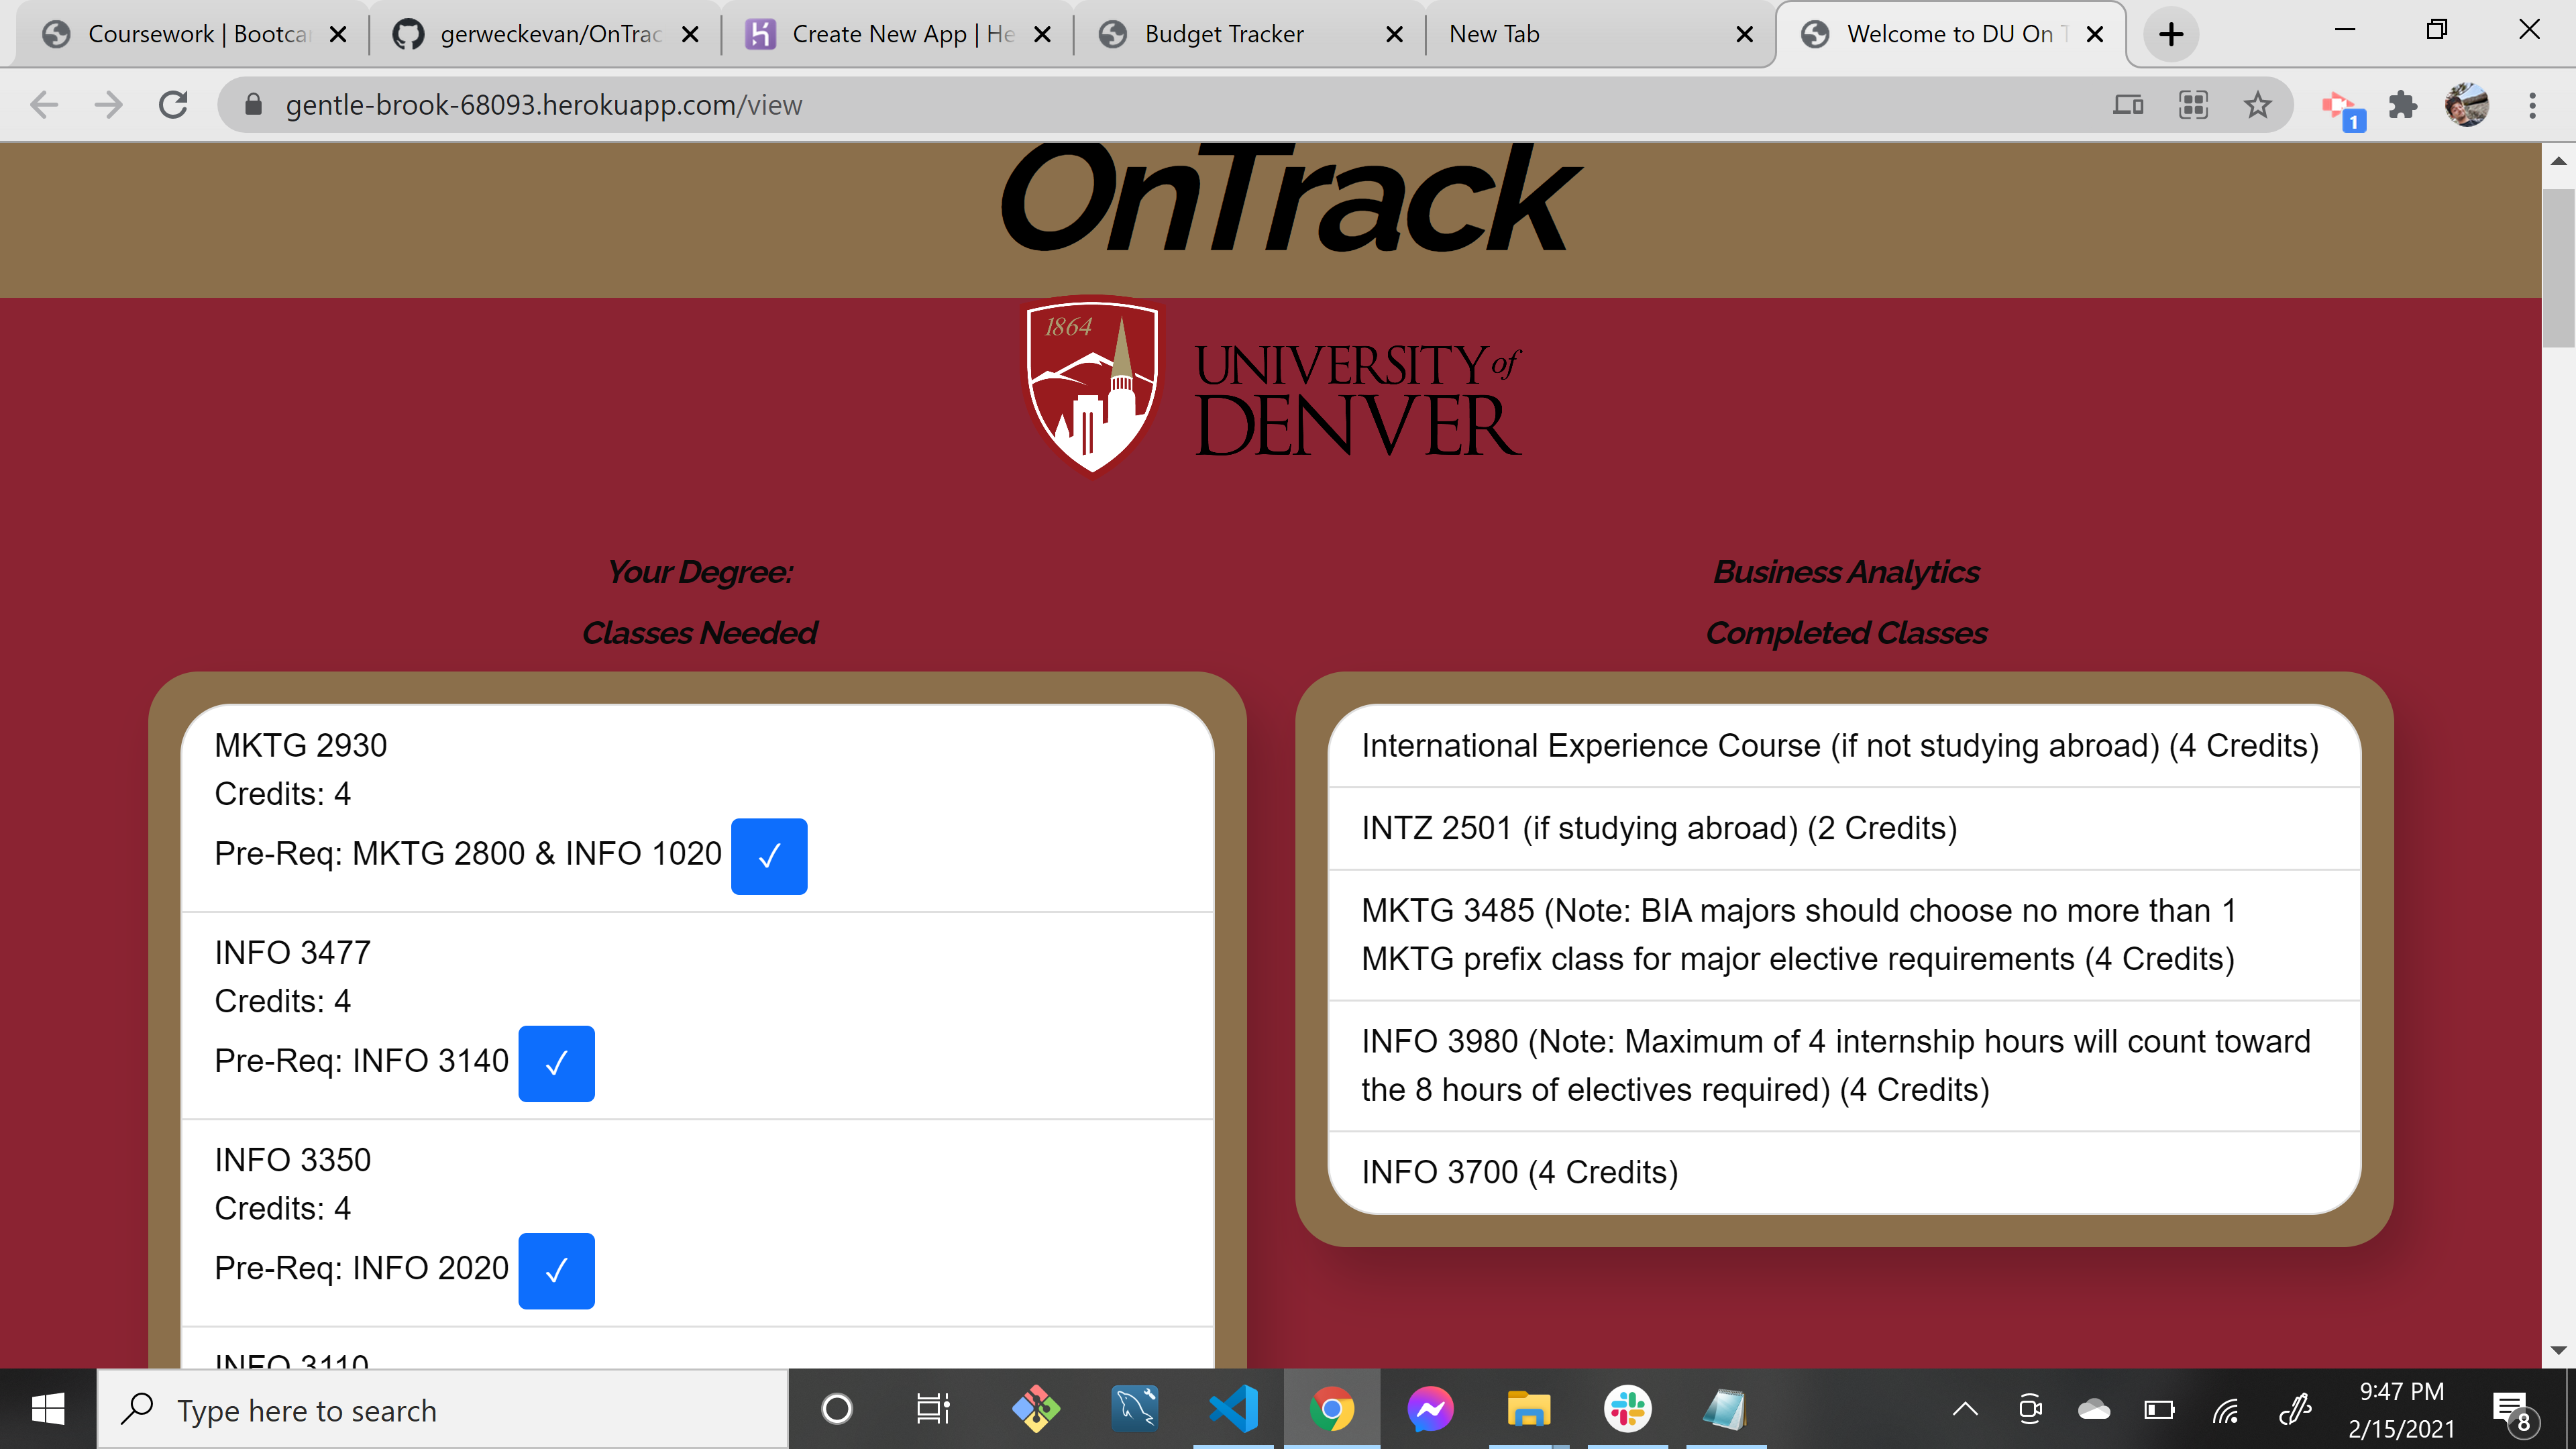 Coursework | Bootca
gerweckevan/OnTrac
Create New App | He
Budget Tracker
New Tab
Welcome to DU On T
gentle-brook-68093.herokuapp.com/view
1
OnTrack
1864
UNIVERSITY of
DENVER
Your Degree:
Business Analytics
Classes Needed
Completed Classes
MKTG 2930
Credits: 4
Pre-Req: MKTG 2800 & INFO 1020 ✓
INFO 3477
Credits: 4
Pre-Req: INFO 3140 ✓
INFO 3350
Credits: 4
Pre-Req: INFO 2020 ✓
INFO 3110
International Experience Course (if not studying abroad) (4 Credits)
INTZ 2501 (if studying abroad) (2 Credits)
MKTG 3485 (Note: BIA majors should choose no more than 1
MKTG prefix class for major elective requirements (4 Credits)
INFO 3980 (Note: Maximum of 4 internship hours will count toward
the 8 hours of electives required) (4 Credits)
INFO 3700 (4 Credits)
Type here to search
9:47 PM
2/15/2021
8